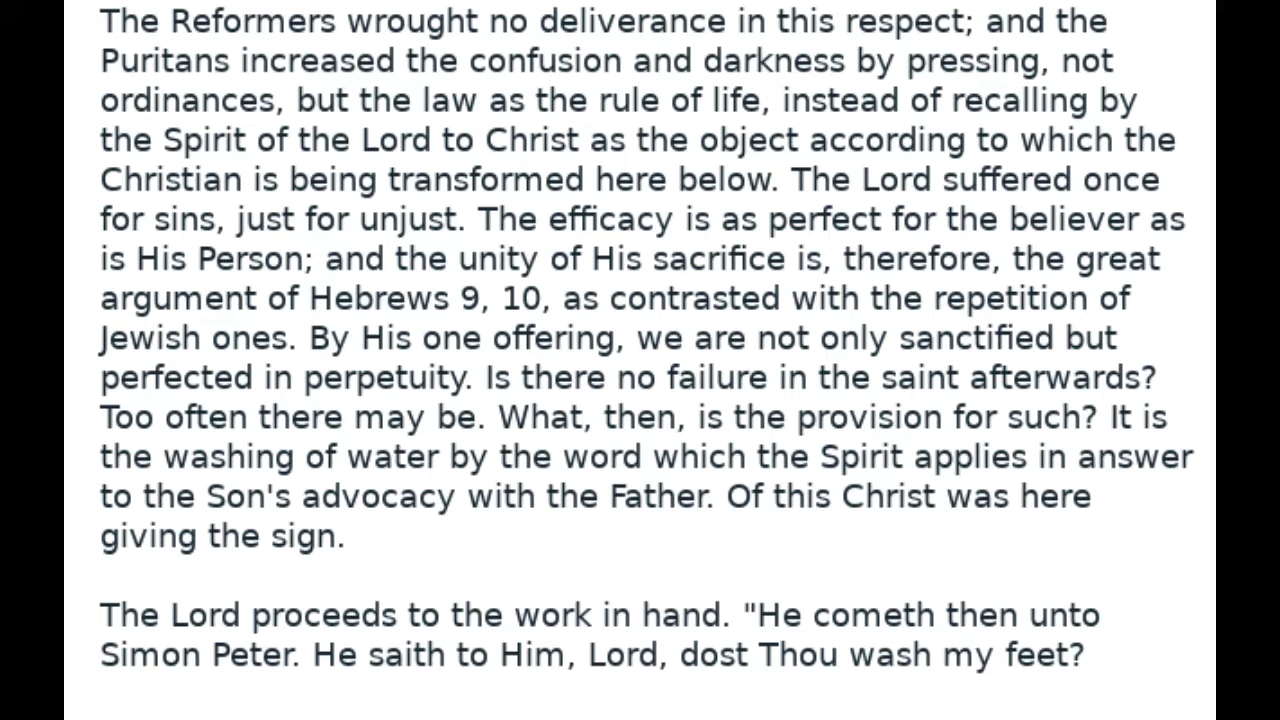 The Reformers wrought no deliverance in this respect; and the
Puritans increased the confusion and darkness by pressing, not
ordinances, but the law as the rule of life, instead of recalling by
the Spirit of the Lord to Christ as the object according to which the
Christian is being transformed here below. The Lord suffered once
for sins, just for unjust. The efficacy is as perfect for the believer as
is His Person; and the unity of His sacrifice is, therefore, the great
argument of Hebrews 9, 10, as contrasted with the repetition of
Jewish ones. By His one offering, we are not only sanctified but
perfected in perpetuity. Is there no failure in the saint afterwards?
Too often there may be. What, then, is the provision for such? It is
the washing of water by the word which the Spirit applies in answer
to the Son's advocacy with the Father. Of this Christ was here
giving the sign.
The Lord proceeds to the work in hand. "He cometh then unto
Simon Peter. He saith to Him, Lord, dost Thou wash my feet?